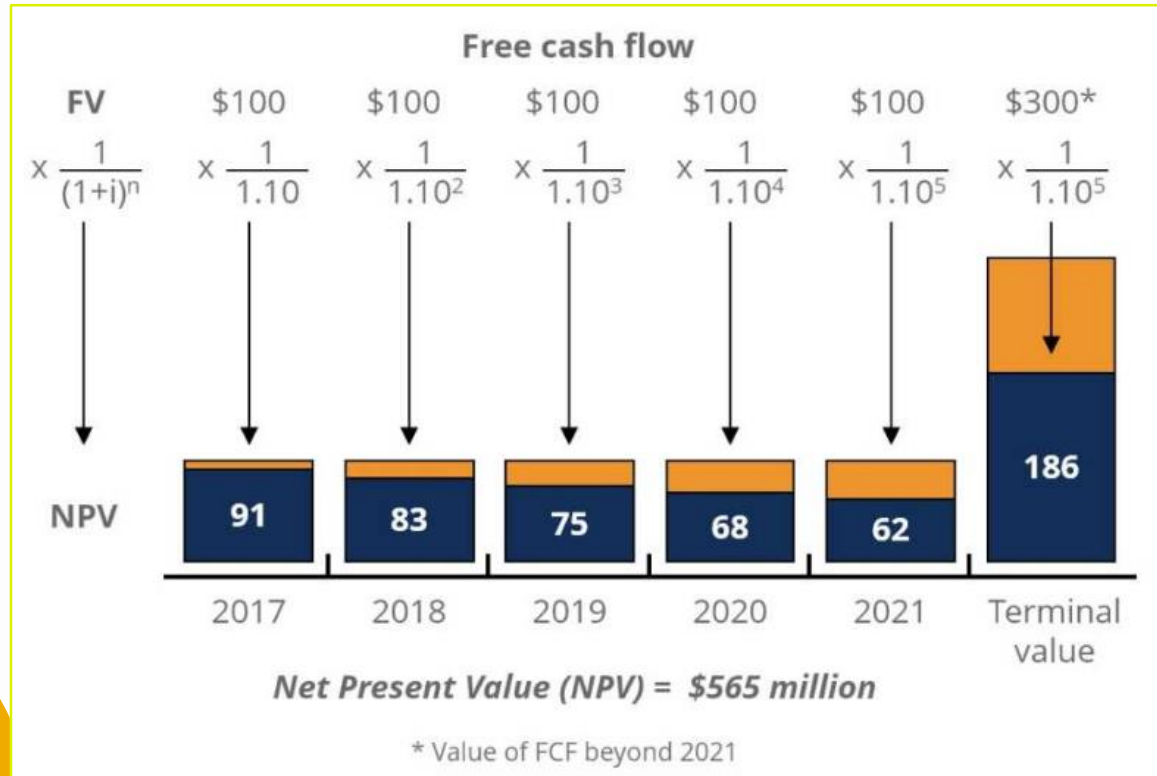 Free cash flow
FV $100 $100 $100 $100 $100 $300*
x 1/(1+i)ⁿ x 1/1.10 x 1/1.10² x 1/1.10³ x 1/1.10⁴ x 1/1.10⁵ x 1/1.10⁵
NPV 91 83 75 68 62 186
2017 2018 2019 2020 2021 Terminal
value
Net Present Value (NPV) = $565 million
* Value of FCF beyond 2021